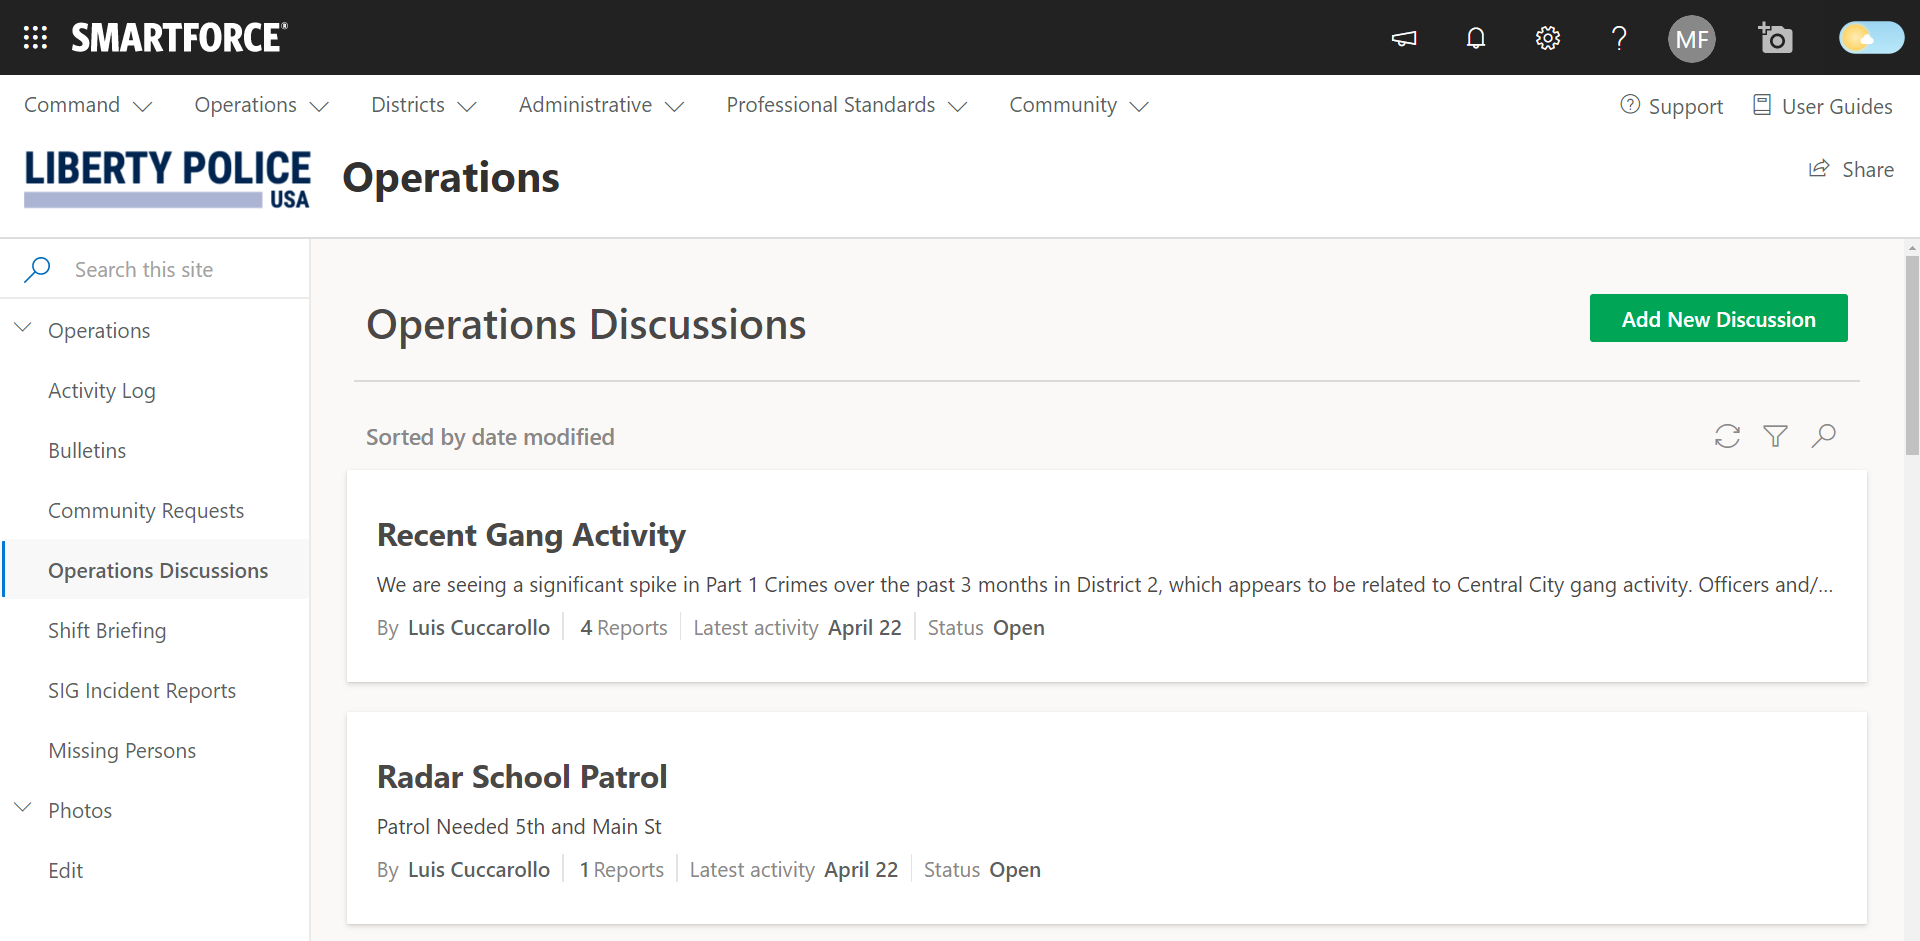 SMARTFORCE®
MF
Command
Operations
Districts
Administrative
Professional Standards
Community
Support
User Guides
LIBERTY POLICE
USA
Operations
Share
Search this site
Operations
Activity Log
Bulletins
Community Requests
Operations Discussions
Shift Briefing
SIG Incident Reports
Missing Persons
Photos
Edit
Operations Discussions
Add New Discussion
Sorted by date modified
Recent Gang Activity
We are seeing a significant spike in Part 1 Crimes over the past 3 months in District 2, which appears to be related to Central City gang activity. Officers and/...
By Luis Cuccarollo 4 Reports Latest activity April 22 Status Open
Radar School Patrol
Patrol Needed 5th and Main St
By Luis Cuccarollo 1 Reports Latest activity April 22 Status Open